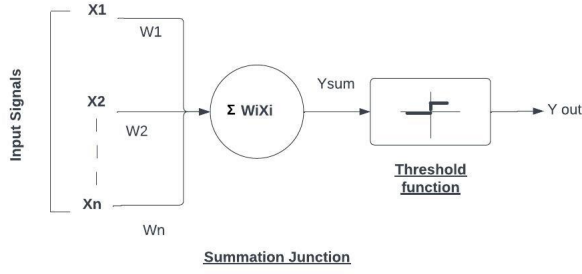 X1
W1
Input Signals
X2
W2
Σ WiXi
Ysum
Y out
Threshold
function
Xn
Wn
Summation Junction